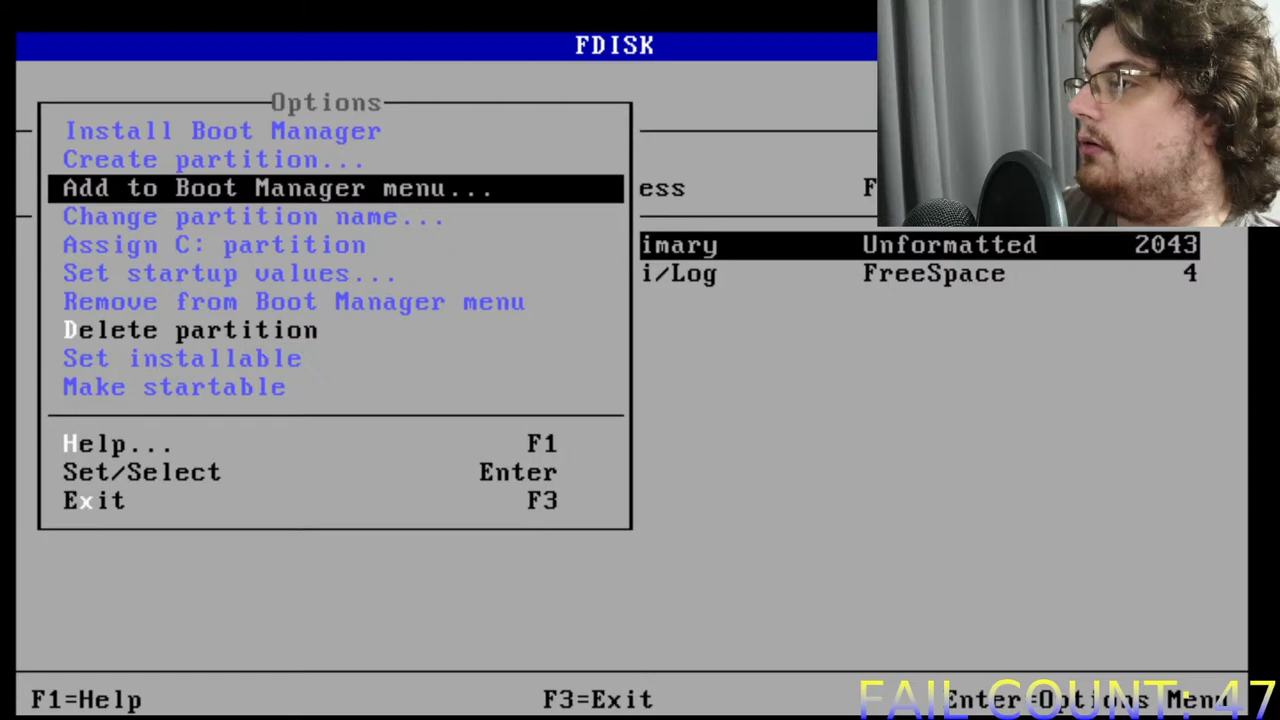 FDISK
Options
Install Boot Manager
Create partition...
Add to Boot Manager menu...
ess F
Change partition name...
Assign C: partition
imary Unformatted 2043
Set startup values...
i/Log FreeSpace 4
Remove from Boot Manager menu
Delete partition
Set installable
Make startable
Help... F1
Set/Select Enter
Exit F3
F1=Help F3=Exit Enter=Options Menu
FAIL COUNT: 47